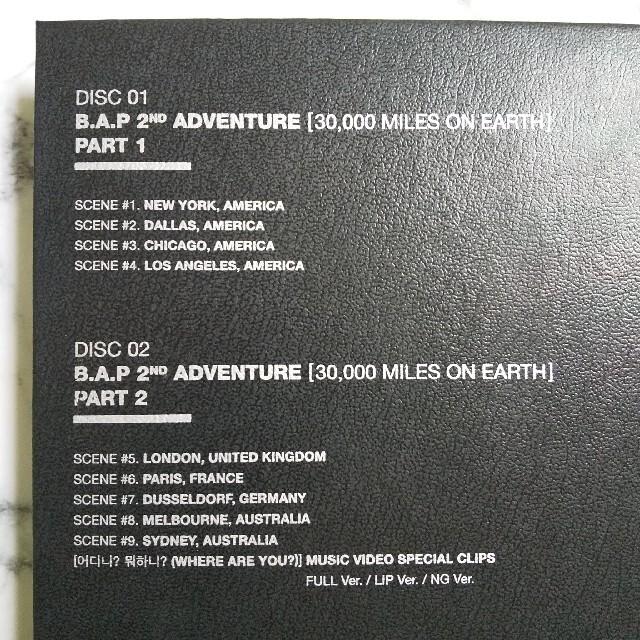 DISC 01
B.A.P 2ND ADVENTURE [30,000 MILES ON EARTH]
PART 1
SCENE #1. NEW YORK, AMERICA
SCENE #2. DALLAS, AMERICA
SCENE #3. CHICAGO, AMERICA
SCENE #4. LOS ANGELES, AMERICA
DISC 02
B.A.P 2ND ADVENTURE [30,000 MILES ON EARTH]
PART 2
SCENE #5. LONDON, UNITED KINGDOM
SCENE #6. PARIS, FRANCE
SCENE #7. DUSSELDORF, GERMANY
SCENE #8. MELBOURNE, AUSTRALIA
SCENE #9. SYDNEY, AUSTRALIA
[어디니? 뭐하니? (WHERE ARE YOU?)] MUSIC VIDEO SPECIAL CLIPS
FULL Ver. / LIP Ver. / NG Ver.